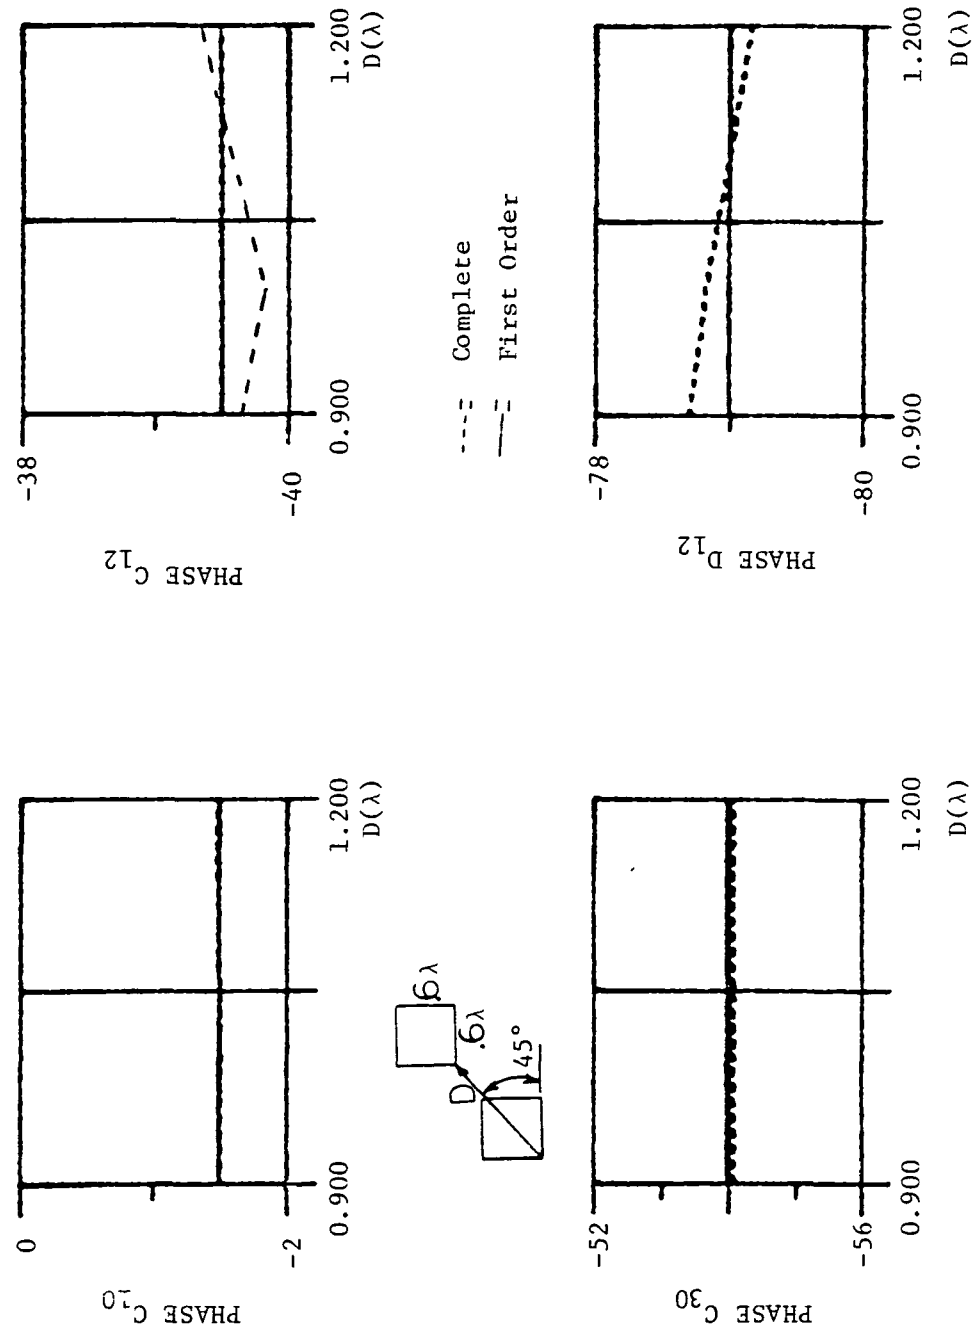 PHASE C10
0
-2
0.900
1.200
D(λ)
PHASE C12
-38
-40
0.900
1.200
D(λ)
D
.6λ
.6λ
45°
---- Complete
—— First Order
PHASE C30
-52
-56
0.900
1.200
D(λ)
PHASE D12
-78
-80
0.900
1.200
D(λ)